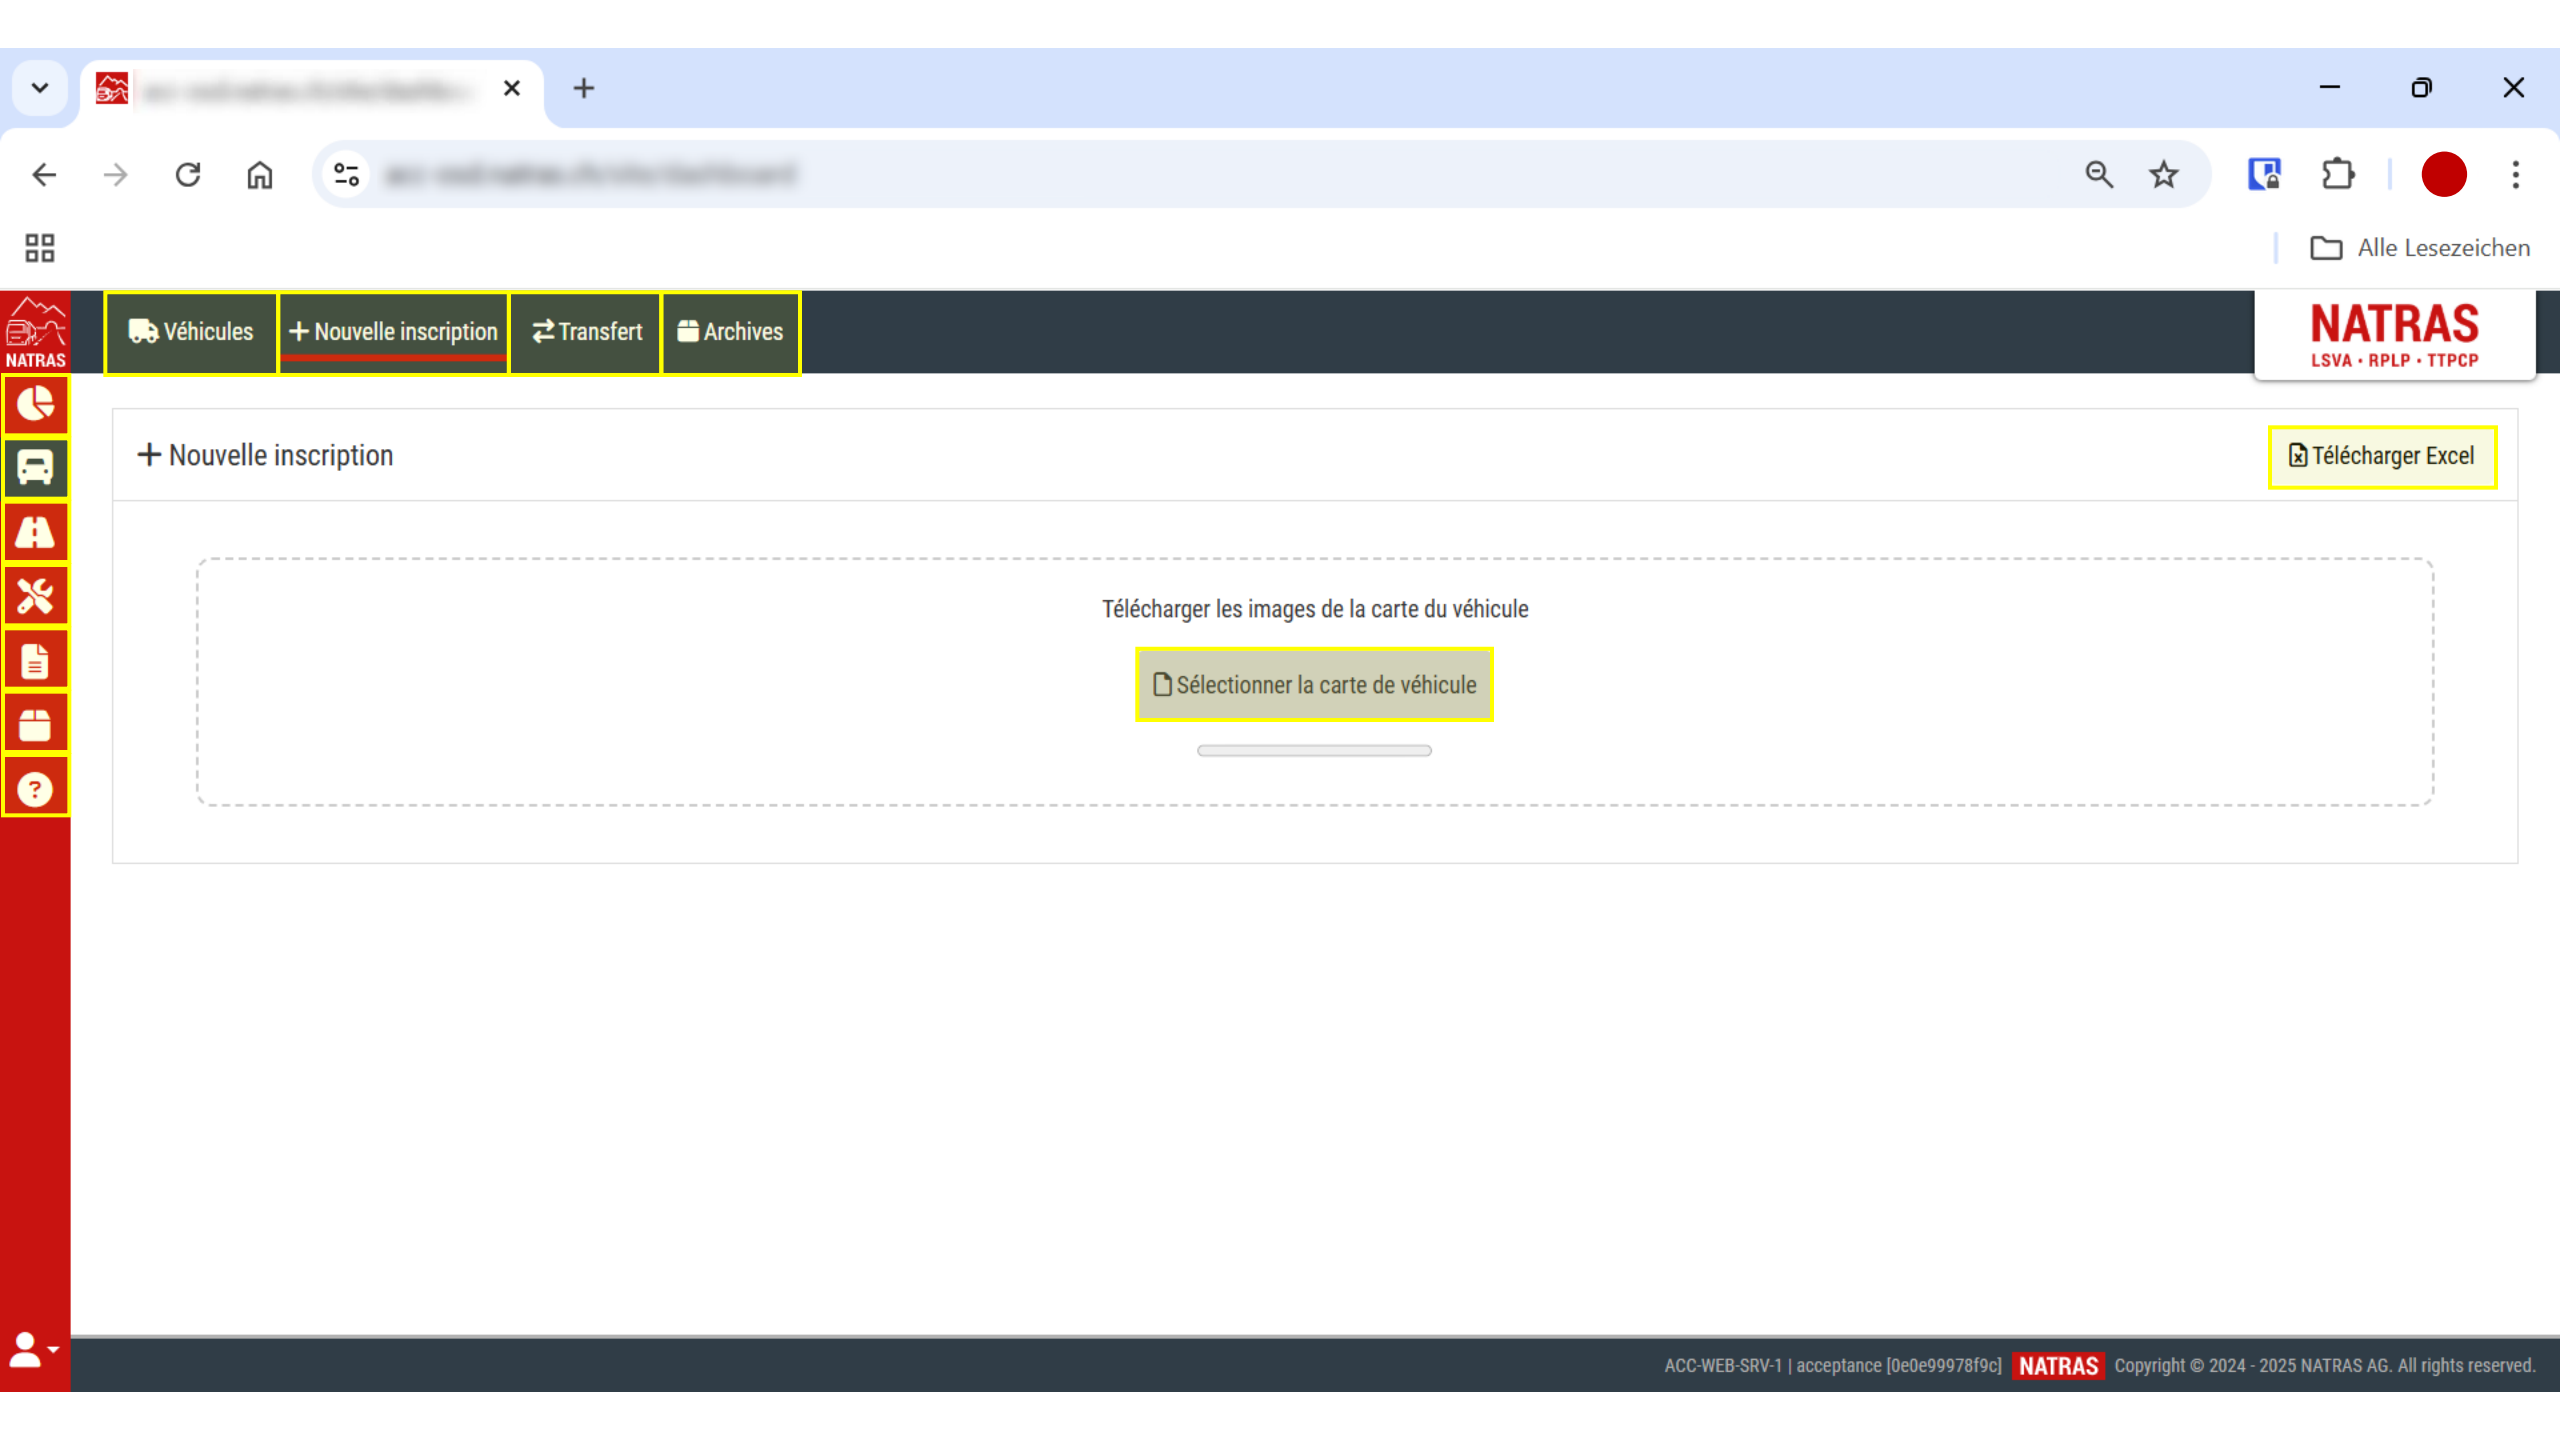 Alle Lesezeichen
NATRAS
Véhicules
Nouvelle inscription
Transfert
Archives
NATRAS
LSVA · RPLP · TTPCP
Nouvelle inscription
Télécharger Excel
Télécharger les images de la carte du véhicule
Sélectionner la carte de véhicule
ACC-WEB-SRV-1 | acceptance [0e0e99978f9c] NATRAS Copyright © 2024 - 2025 NATRAS AG. All rights reserved.